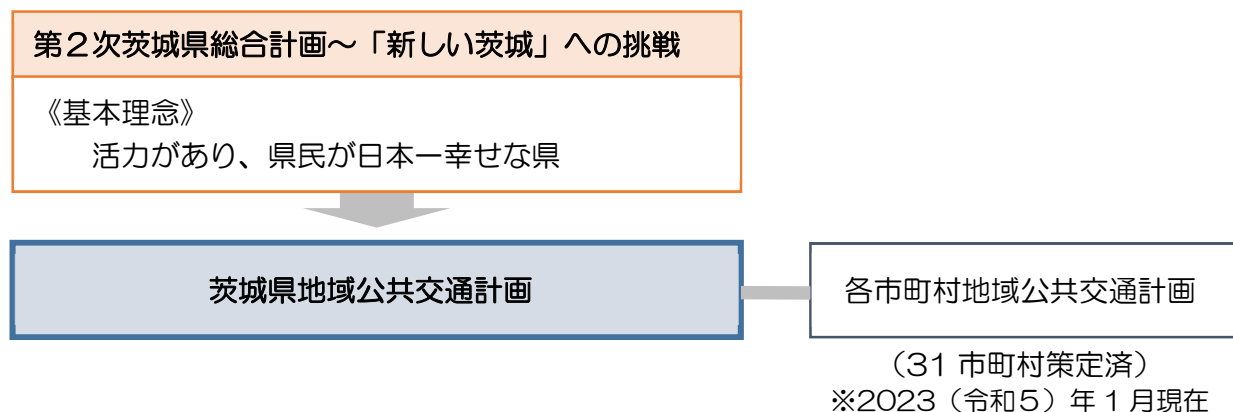 第２次茨城県総合計画～「新しい茨城」への挑戦
《基本理念》
活力があり、県民が日本一幸せな県
茨城県地域公共交通計画
各市町村地域公共交通計画
（31 市町村策定済）
※2023（令和５）年 1 月現在